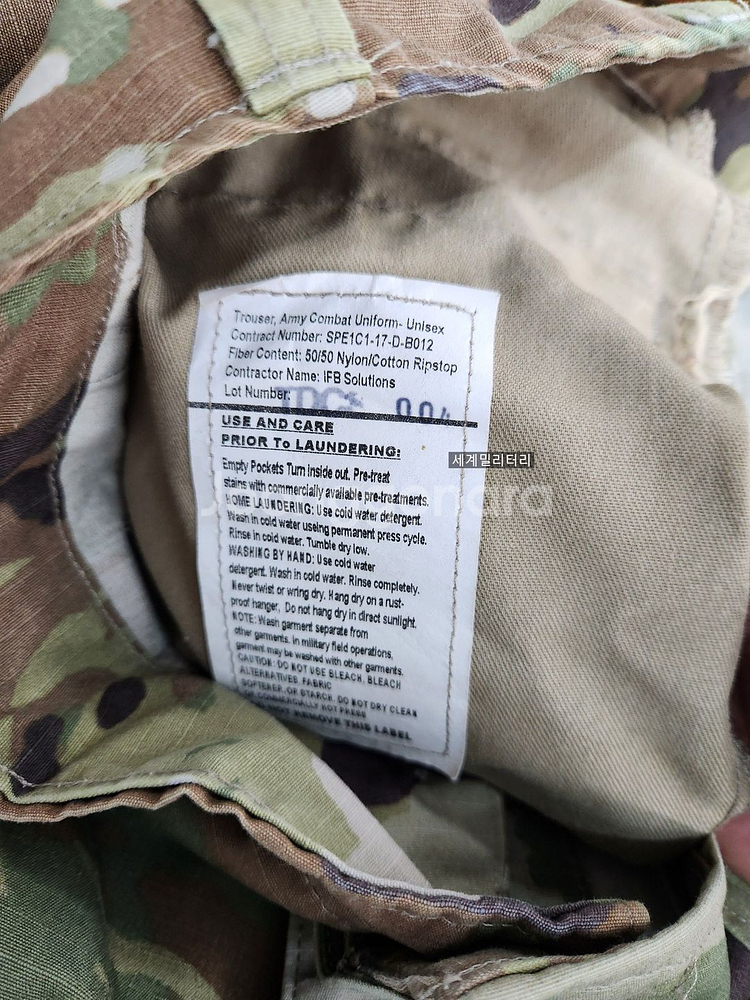 Trouser, Army Combat Uniform- Unisex
Contract Number: SPE1C1-17-D-B012
Fiber Content: 50/50 Nylon/Cotton Ripstop
Contractor Name: IFB Solutions
Lot Number:
004
USE AND CARE
PRIOR To LAUNDERING:
세계밀리터리
Empty Pockets Turn inside out. Pre-treat
stains with commercially available pre-treatments.
HOME LAUNDERING: Use cold water detergent.
Wash in cold water useing permanent press cycle.
Rinse in cold water. Tumble dry low.
WASHING BY HAND: Use cold water
detergent. Wash in cold water. Rinse completely.
Never twist or wring dry. Hang dry on a rust-
proof hanger, Do not hang dry in direct sunlight.
NOTE: Wash garment separate from
other garments. In military field operations,
garment may be washed with other garments.
CAUTION: DO NOT USE BLEACH, BLEACH
ALTERNATIVES, FABRIC
SOFTERER, OR STARCH. DO NOT DRY CLEAN
OR COMMERCIALLY HOT PRESS
DO NOT REMOVE THIS LABEL